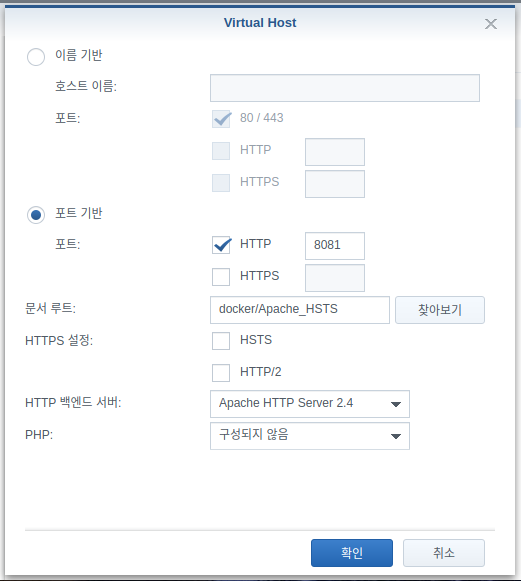 Virtual Host
이름 기반
호스트 이름:
포트: 80 / 443
HTTP
HTTPS
포트 기반
포트: HTTP 8081
HTTPS
문서 루트: docker/Apache_HSTS 찾아보기
HTTPS 설정: HSTS
HTTP/2
HTTP 백엔드 서버: Apache HTTP Server 2.4
PHP: 구성되지 않음
확인 취소